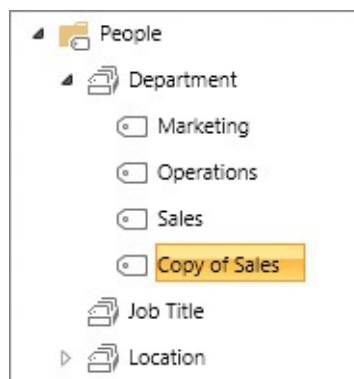 People
Department
Marketing
Operations
Sales
Copy of Sales
Job Title
Location